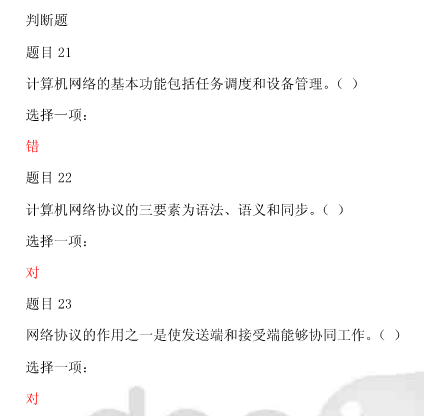 判断题
题目 21
计算机网络的基本功能包括任务调度和设备管理。（ ）
选择一项：
错
题目 22
计算机网络协议的三要素为语法、语义和同步。（ ）
选择一项：
对
题目 23
网络协议的作用之一是使发送端和接受端能够协同工作。（ ）
选择一项：
对